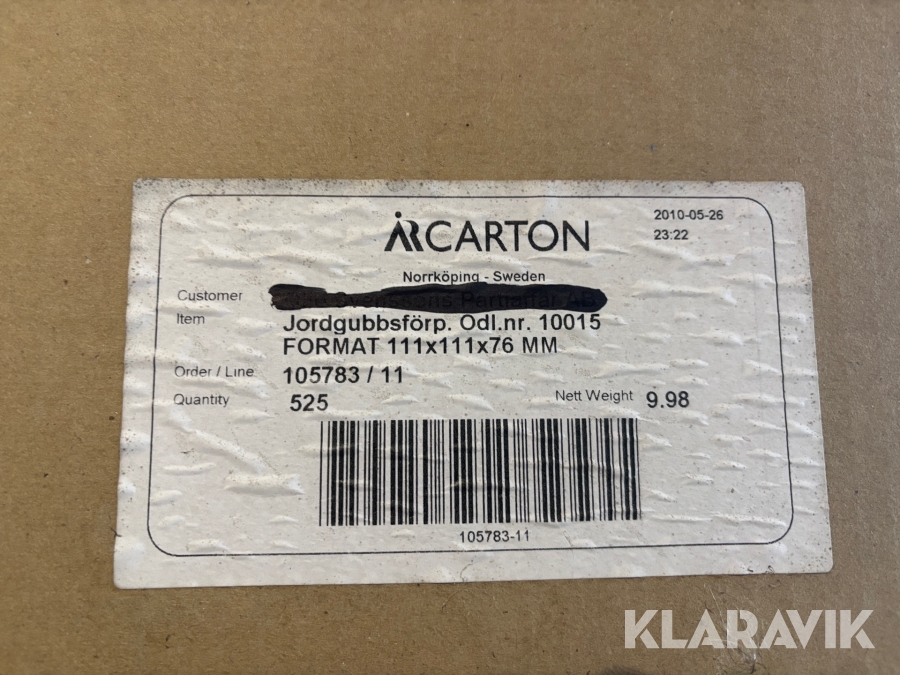 ÅRCARTON
2010-05-26
23:22
Norrköping - Sweden
Customer
Item Jordgubbsförp. Odl.nr. 10015
FORMAT 111x111x76 MM
Order / Line 105783 / 11
Quantity 525 Nett Weight 9.98
105783-11
KLARAVIK